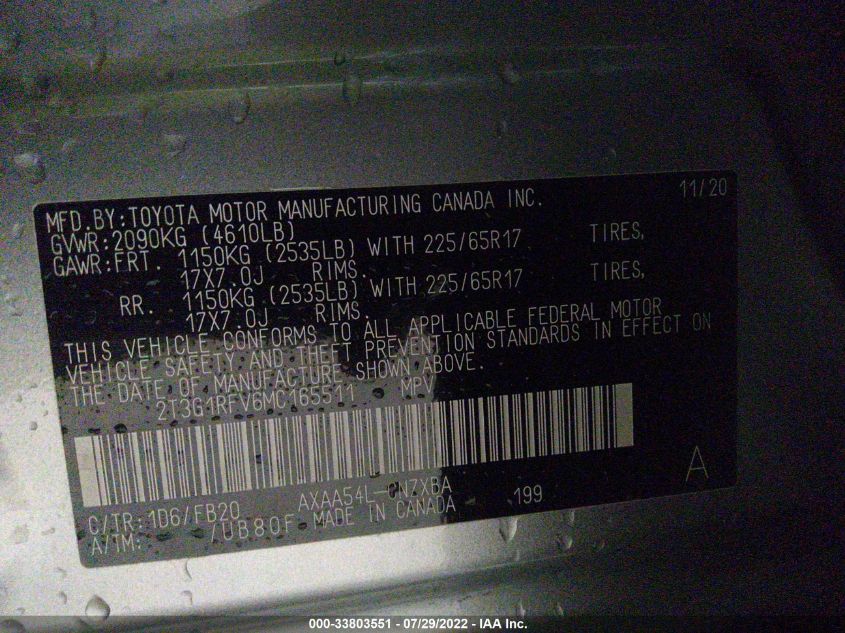 11/20
MFD.BY:TOYOTA MOTOR MANUFACTURING CANADA INC.
GVWR:2090KG (4610LB)
GAWR:FRT. 1150KG (2535LB) WITH 225/65R17 TIRES,
17X7.0J RIMS.
RR. 1150KG (2535LB) WITH 225/65R17 TIRES,
17X7.0J RIMS.
THIS VEHICLE CONFORMS TO ALL APPLICABLE FEDERAL MOTOR
VEHICLE SAFETY AND THEFT PREVENTION STANDARDS IN EFFECT ON
THE DATE OF MANUFACTURE SHOWN ABOVE.
2T3G1RFV6MC165511 MPV
A
C/TR:1D6/FB20 199
A/TM: /UB80F MADE IN CANADA
000-33803551 - 07/29/2022 - IAA Inc.